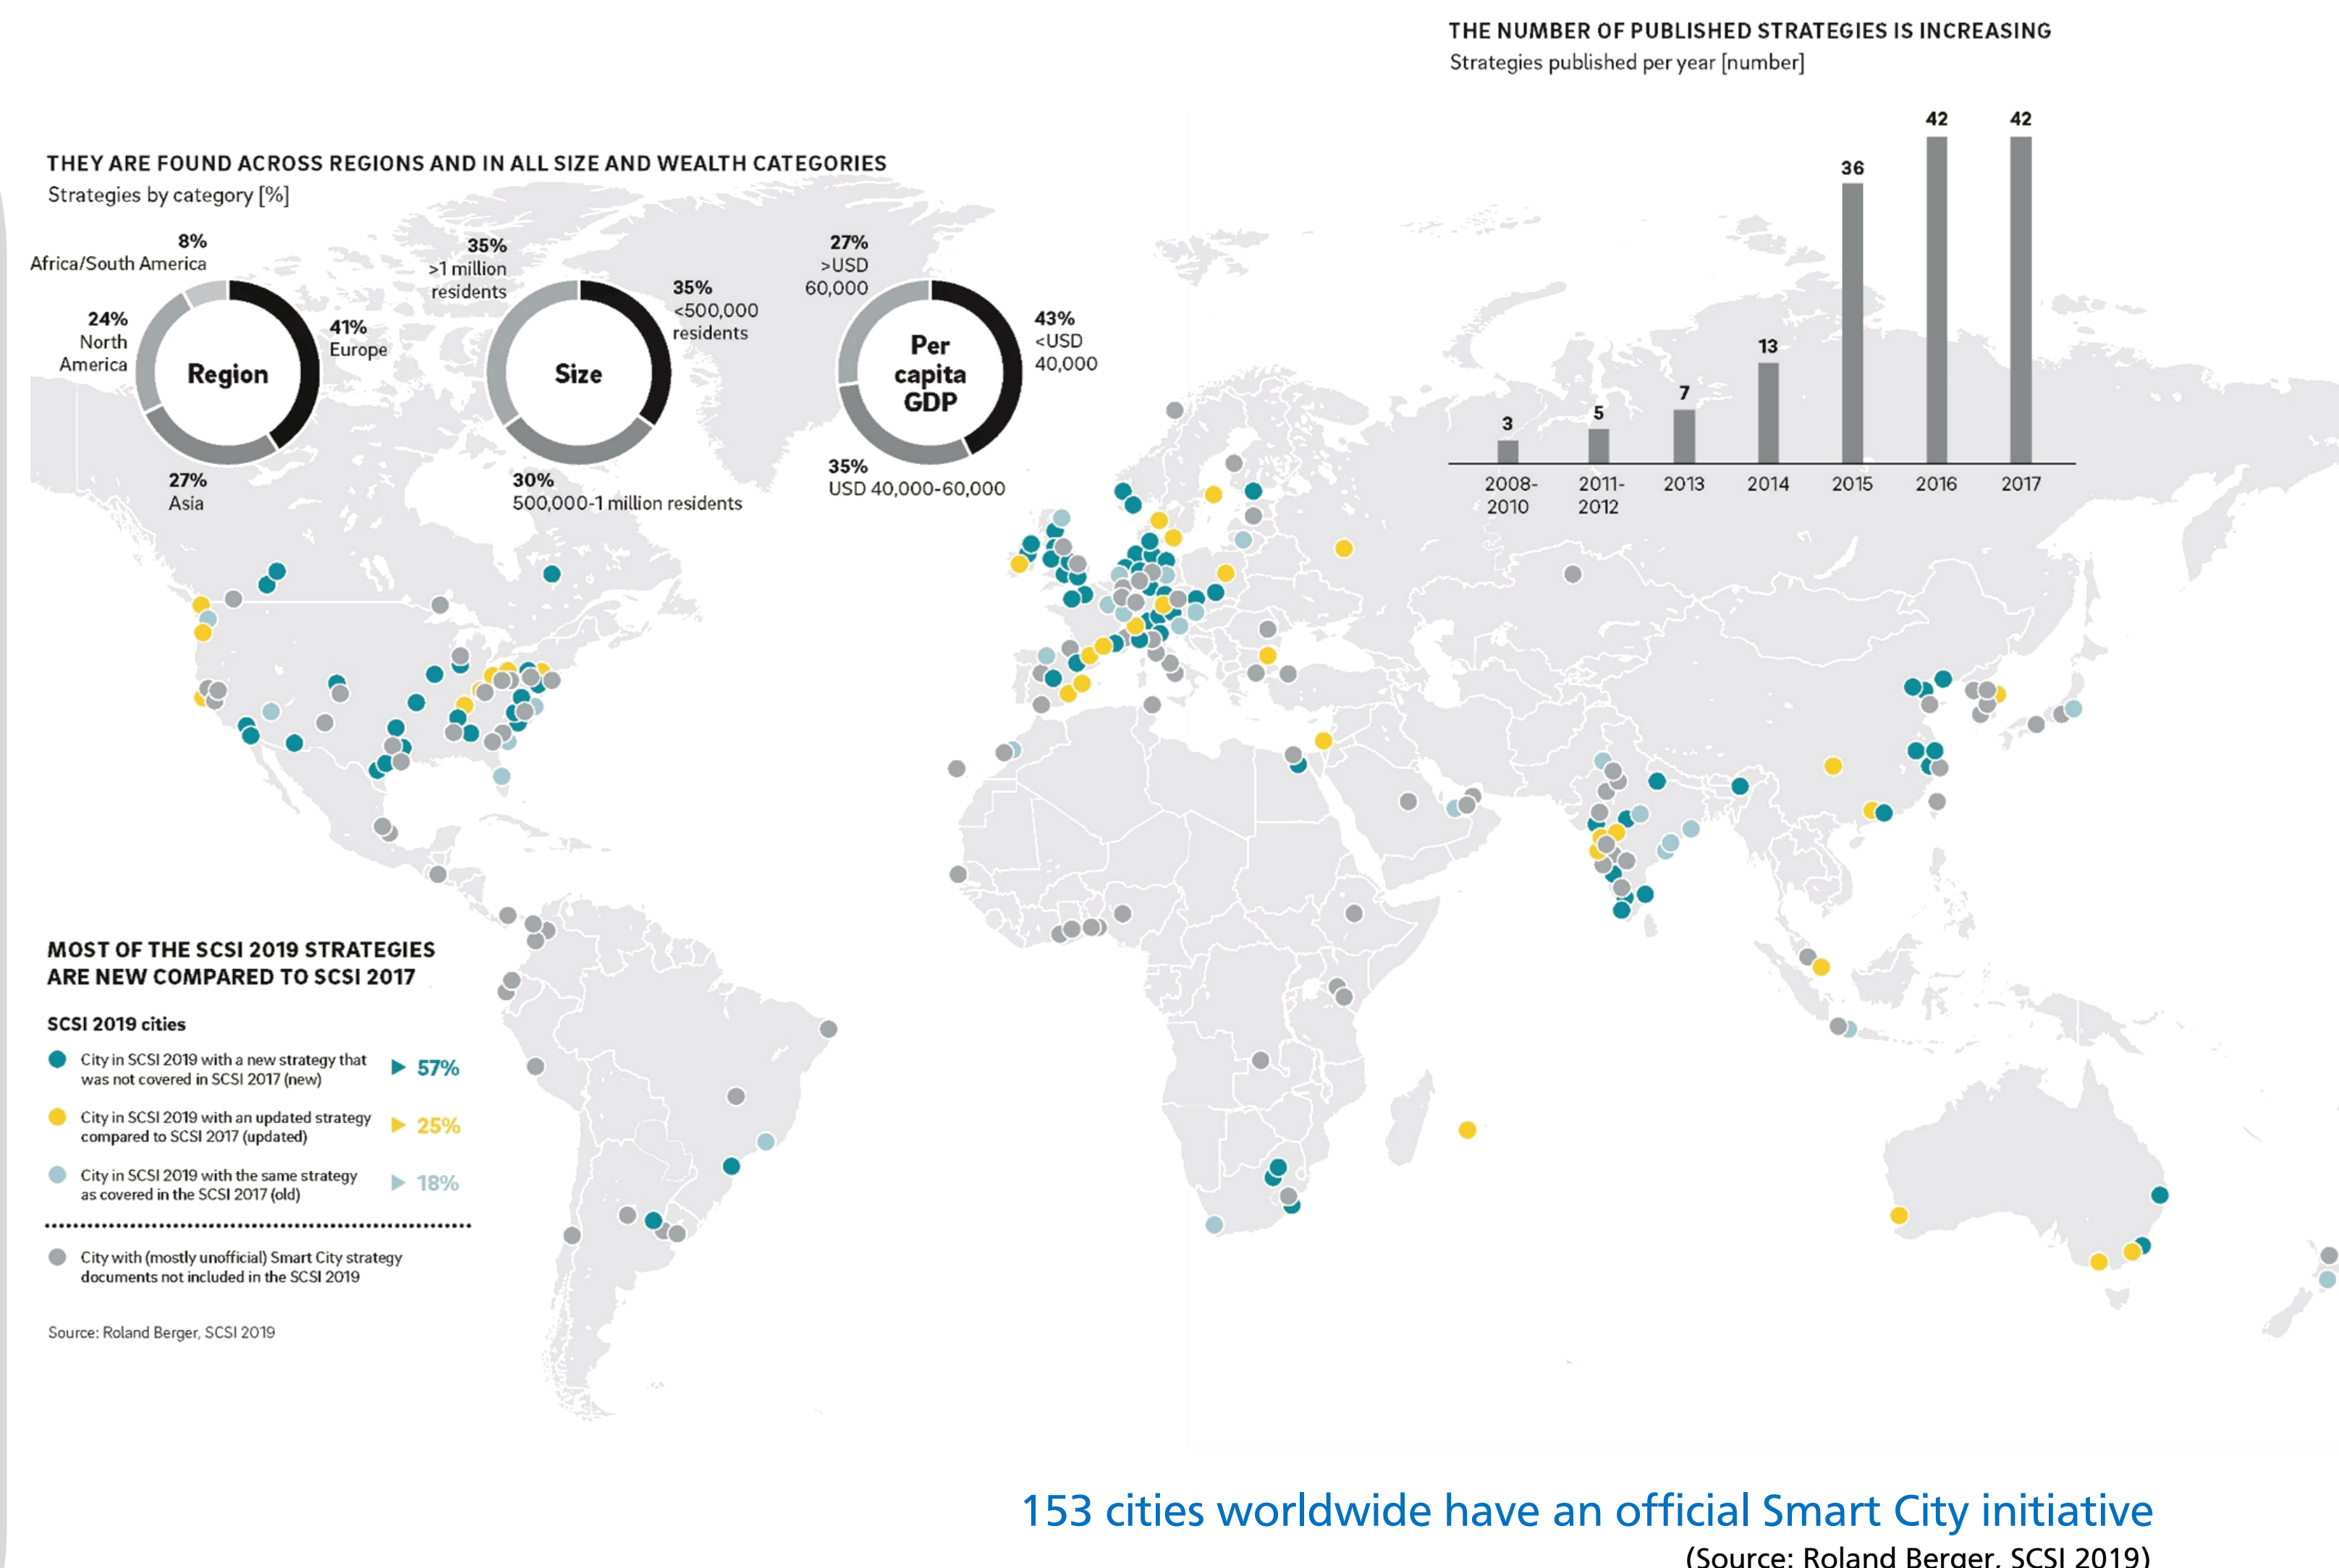 THE NUMBER OF PUBLISHED STRATEGIES IS INCREASING
Strategies published per year [number]
42
42
36
13
7
5
3
2008-
2010
2011-
2012
2013
2014
2015
2016
2017
THEY ARE FOUND ACROSS REGIONS AND IN ALL SIZE AND WEALTH CATEGORIES
Strategies by category [%]
8%
Africa/South America
24%
North
America
41%
Europe
Region
27%
Asia
35%
>1 million
residents
35%
<500,000
residents
Size
30%
500,000-1 million residents
27%
>USD
60,000
43%
<USD
40,000
Per
capita
GDP
35%
USD 40,000-60,000
MOST OF THE SCSI 2019 STRATEGIES
ARE NEW COMPARED TO SCSI 2017
SCSI 2019 cities
City in SCSI 2019 with a new strategy that
was not covered in SCSI 2017 (new)
57%
City in SCSI 2019 with an updated strategy
compared to SCSI 2017 (updated)
25%
City in SCSI 2019 with the same strategy
as covered in the SCSI 2017 (old)
18%
City with (mostly unofficial) Smart City strategy
documents not included in the SCSI 2019
Source: Roland Berger, SCSI 2019
153 cities worldwide have an official Smart City initiative
(Source: Roland Berger, SCSI 2019)